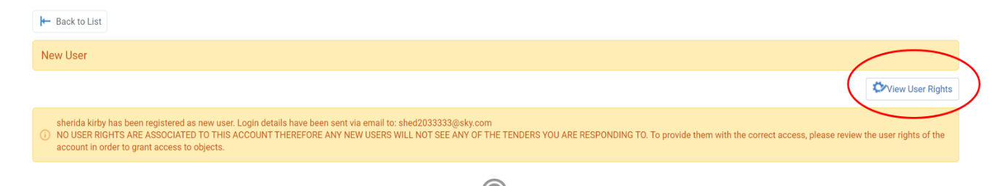 Back to List
New User
View User Rights
sherida kirby has been registered as new user. Login details have been sent via email to: shed2033333@sky.com
NO USER RIGHTS ARE ASSOCIATED TO THIS ACCOUNT THEREFORE ANY NEW USERS WILL NOT SEE ANY OF THE TENDERS YOU ARE RESPONDING TO. To provide them with the correct access, please review the user rights of the
account in order to grant access to objects.